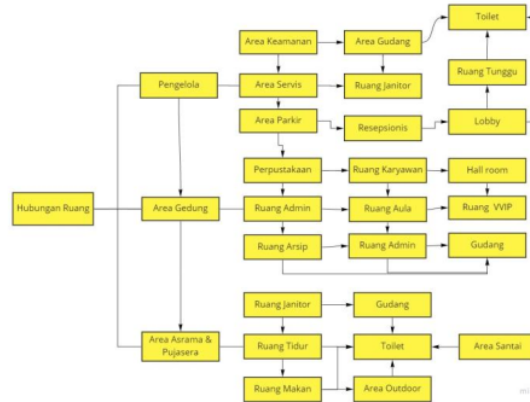 Toilet
Area Keamanan
Area Gudang
Ruang Tunggu
Pengelola
Area Servis
Ruang Janitor
Area Parkir
Resepsionis
Lobby
Perpustakaan
Ruang Karyawan
Hall room
Hubungan Ruang
Area Gedung
Ruang Admin
Ruang Aula
Ruang VVIP
Ruang Arsip
Ruang Admin
Gudang
Ruang Janitor
Gudang
Area Asrama &
Pujasera
Ruang Tidur
Toilet
Area Santai
Ruang Makan
Area Outdoor